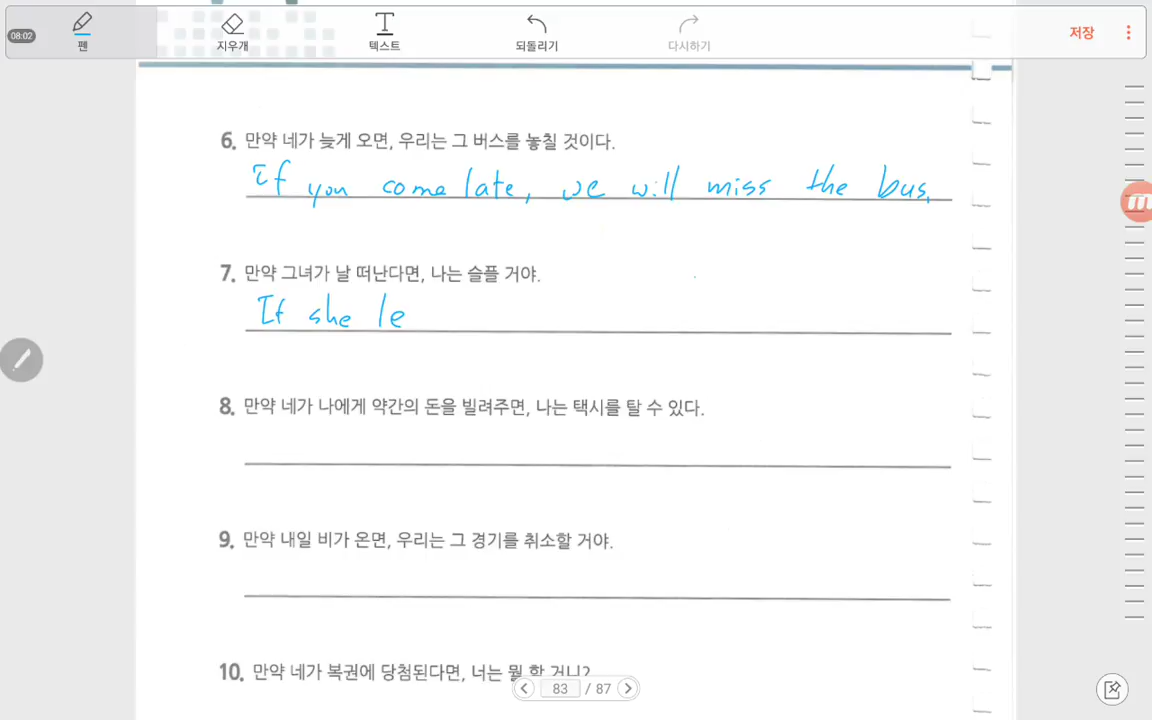 08:02
펜
지우개
텍스트
되돌리기
다시하기
저장
6. 만약 네가 늦게 오면, 우리는 그 버스를 놓칠 것이다.
If you come late, we will miss the bus.
7. 만약 그녀가 날 떠난다면, 나는 슬플 거야.
If she le
8. 만약 네가 나에게 약간의 돈을 빌려주면, 나는 택시를 탈 수 있다.
9. 만약 내일 비가 온면, 우리는 그 경기를 취소할 거야.
10. 만약 네가 복권에 당첨된다면, 너는 뭘 할 거니?
83 / 87